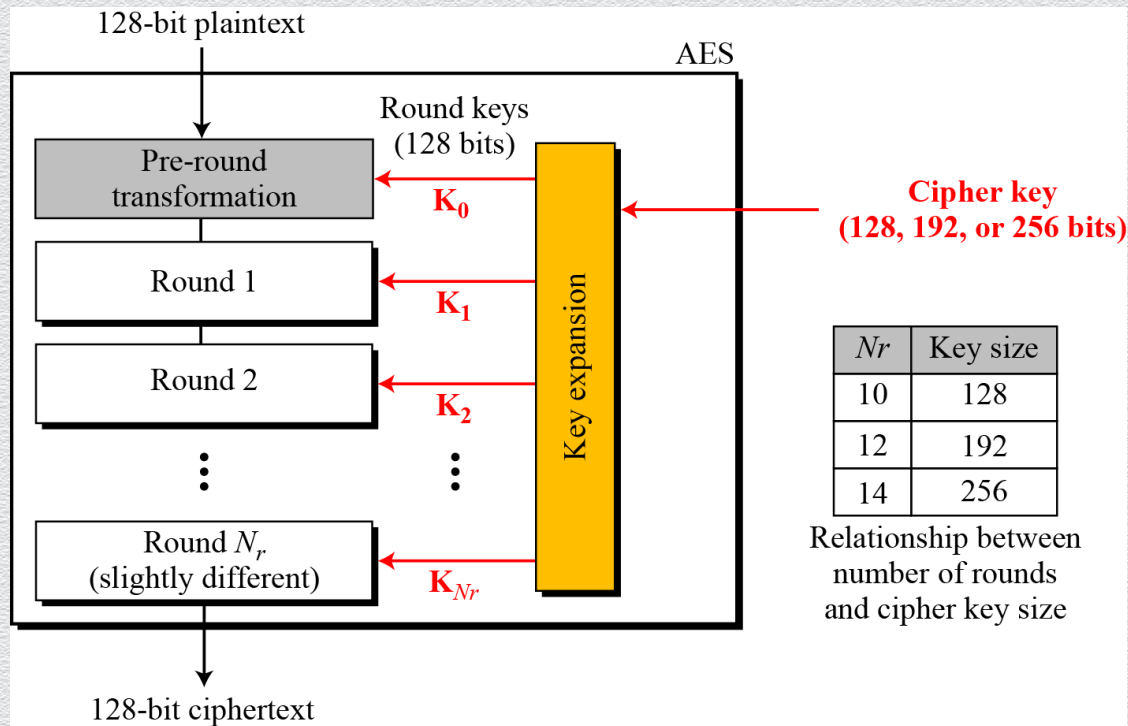 128-bit plaintext
AES
Round keys
(128 bits)
Pre-round
transformation
K0
Cipher key
(128, 192, or 256 bits)
Round 1
K1
Round 2
K2
Key expansion
Nr Key size
10 128
12 192
14 256
Relationship between
number of rounds
and cipher key size
Round Nr
(slightly different)
KNr
128-bit ciphertext